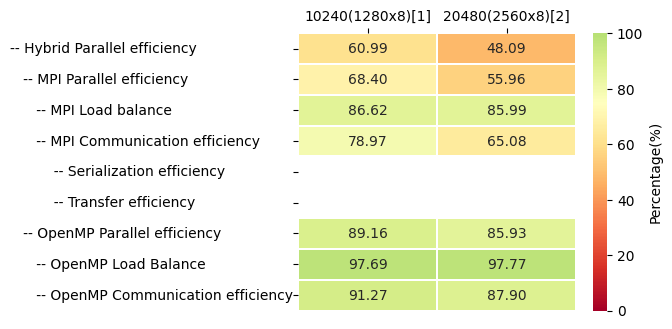 10240(1280x8)[1] 20480(2560x8)[2]
-- Hybrid Parallel efficiency 60.99 48.09
-- MPI Parallel efficiency 68.40 55.96
-- MPI Load balance 86.62 85.99
-- MPI Communication efficiency 78.97 65.08
-- Serialization efficiency
-- Transfer efficiency
-- OpenMP Parallel efficiency 89.16 85.93
-- OpenMP Load Balance 97.69 97.77
-- OpenMP Communication efficiency 91.27 87.90
100
80
60
40
20
0
Percentage(%)